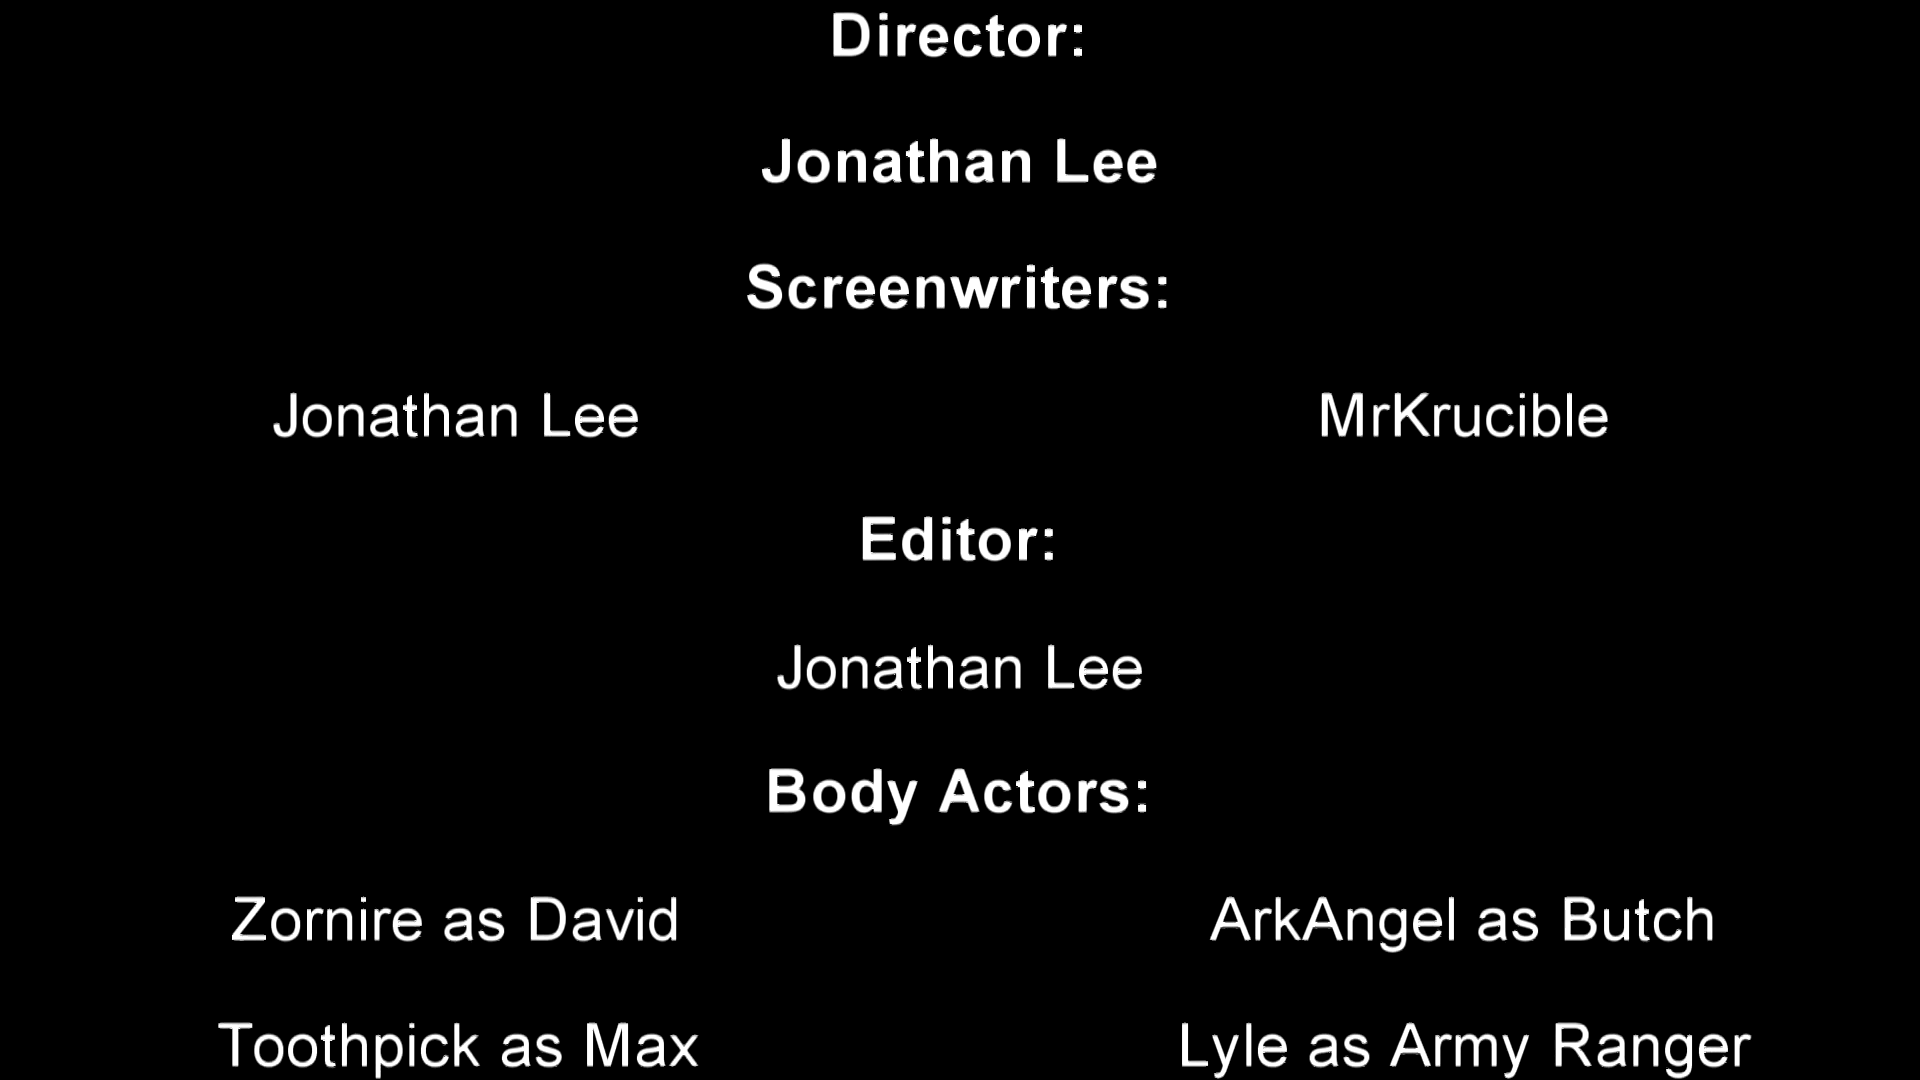 Director:
Jonathan Lee
Screenwriters:
Jonathan Lee MrKrucible
Editor:
Jonathan Lee
Body Actors:
Zornire as David ArkAngel as Butch
Toothpick as Max Lyle as Army Ranger